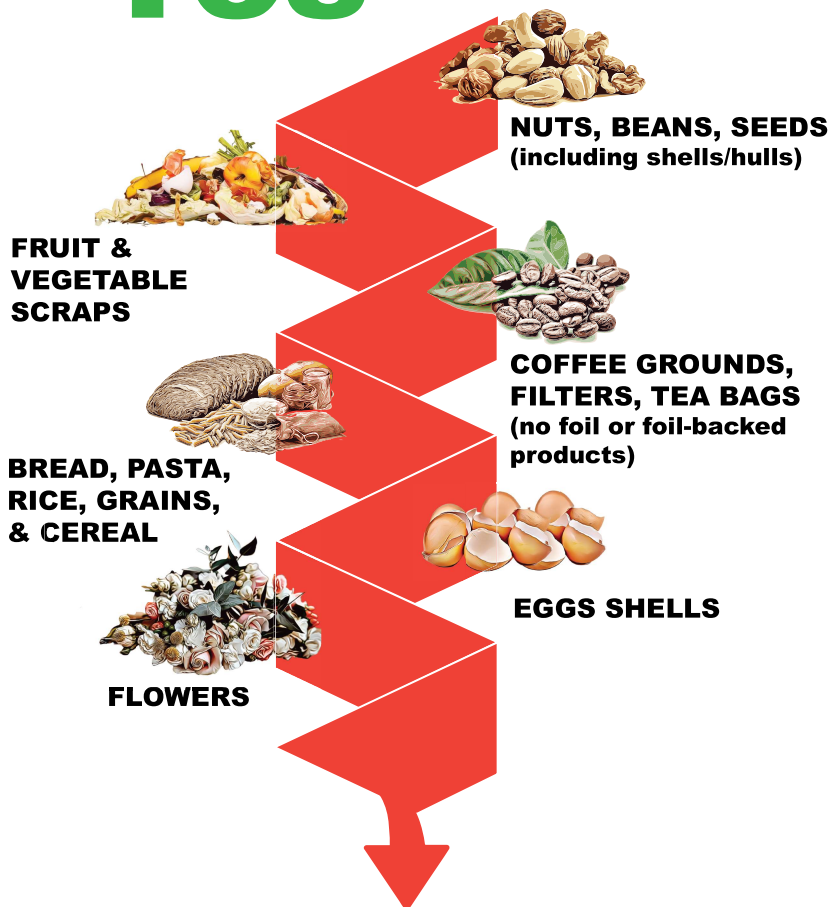 YES
NUTS, BEANS, SEEDS
(including shells/hulls)
FRUIT &
VEGETABLE
SCRAPS
COFFEE GROUNDS,
FILTERS, TEA BAGS
(no foil or foil-backed
products)
BREAD, PASTA,
RICE, GRAINS,
& CEREAL
EGGS SHELLS
FLOWERS